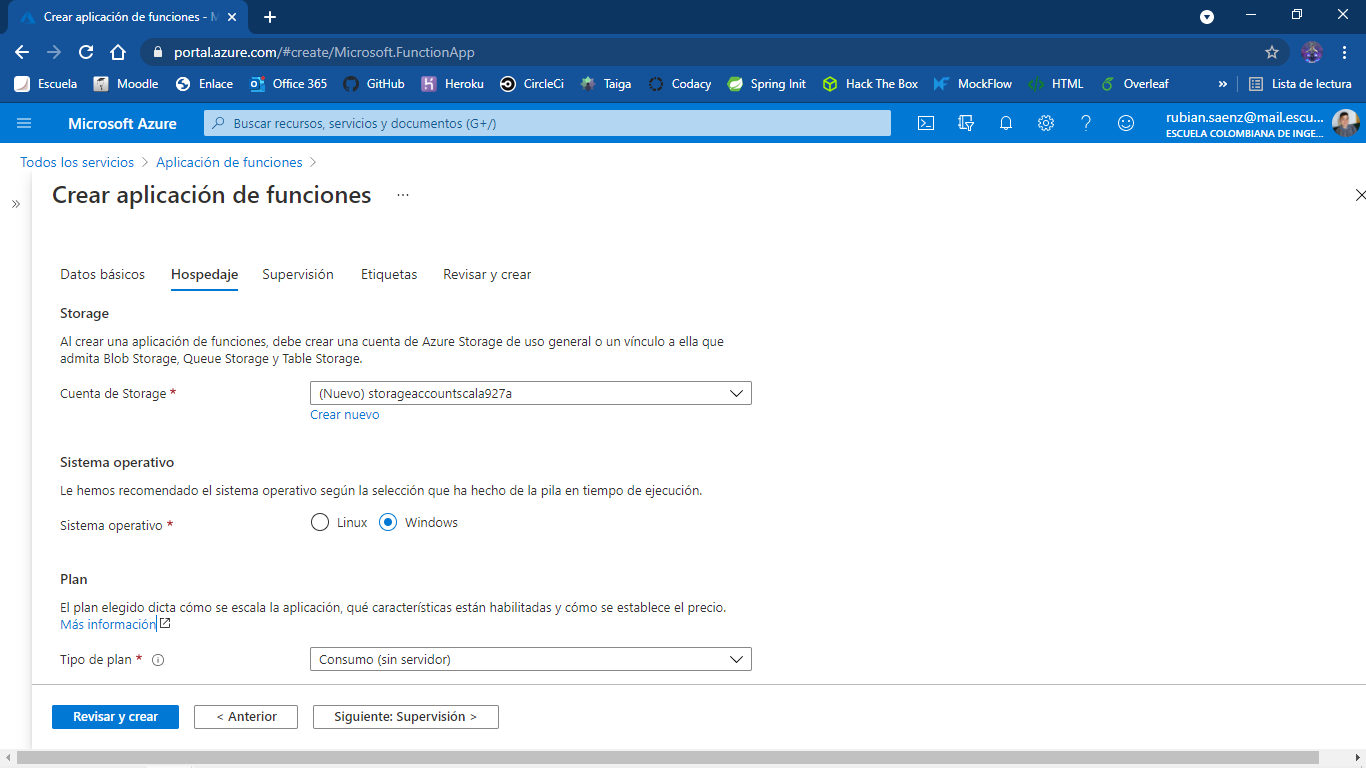 Crear aplicación de funciones - M
portal.azure.com/#create/Microsoft.FunctionApp
Escuela Moodle Enlace Office 365 GitHub Heroku CircleCi Taiga Codacy Spring Init Hack The Box MockFlow HTML Overleaf » Lista de lectura
Microsoft Azure
Buscar recursos, servicios y documentos (G+/)
rubian.saenz@mail.escu...
ESCUELA COLOMBIANA DE INGE...
Todos los servicios > Aplicación de funciones >
» Crear aplicación de funciones ...
Datos básicos Hospedaje Supervisión Etiquetas Revisar y crear
Storage
Al crear una aplicación de funciones, debe crear una cuenta de Azure Storage de uso general o un vínculo a ella que
admita Blob Storage, Queue Storage y Table Storage.
Cuenta de Storage * (Nuevo) storageaccountscala927a
Crear nuevo
Sistema operativo
Le hemos recomendado el sistema operativo según la selección que ha hecho de la pila en tiempo de ejecución.
Sistema operativo * Linux Windows
Plan
El plan elegido dicta cómo se escala la aplicación, qué características están habilitadas y cómo se establece el precio.
Más información
Tipo de plan * Consumo (sin servidor)
Revisar y crear < Anterior Siguiente: Supervisión >